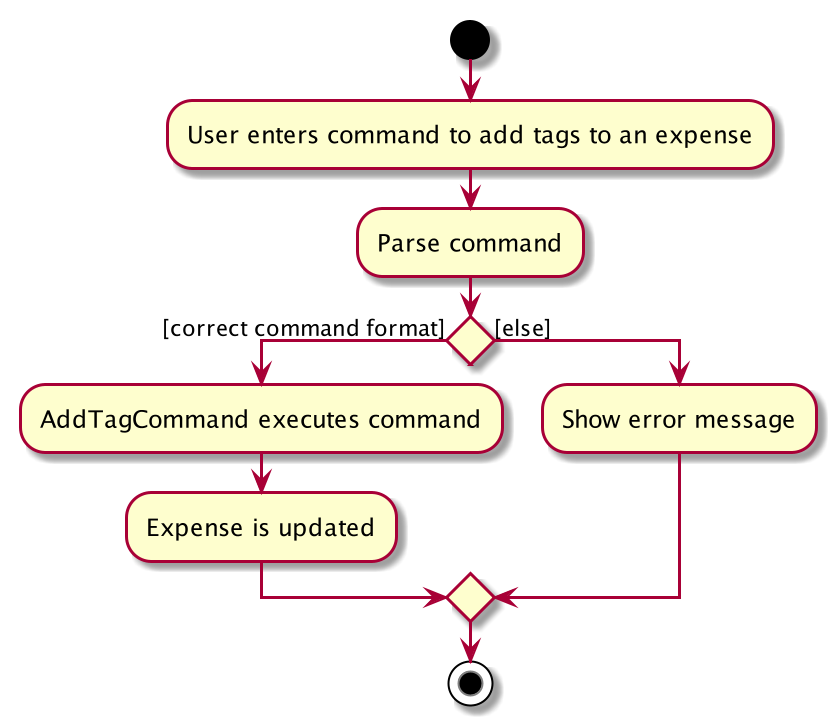 User enters command to add tags to an expense
Parse command
[correct command format]
[else]
AddTagCommand executes command
Show error message
Expense is updated